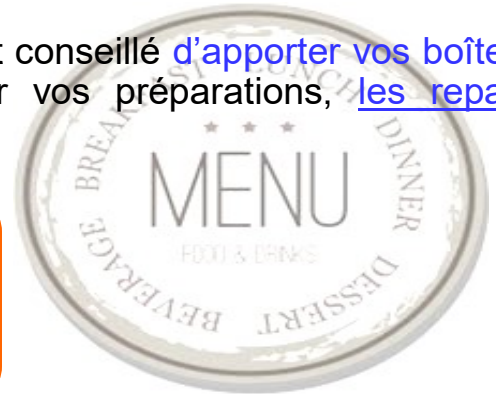 t conseillé d'apporter vos boîte
r vos préparations, les repa
BREAKFAST LUNCH DINNER
★ ★ ★
MENU
FOOD & DRINKS
BEVERAGE DESSERT